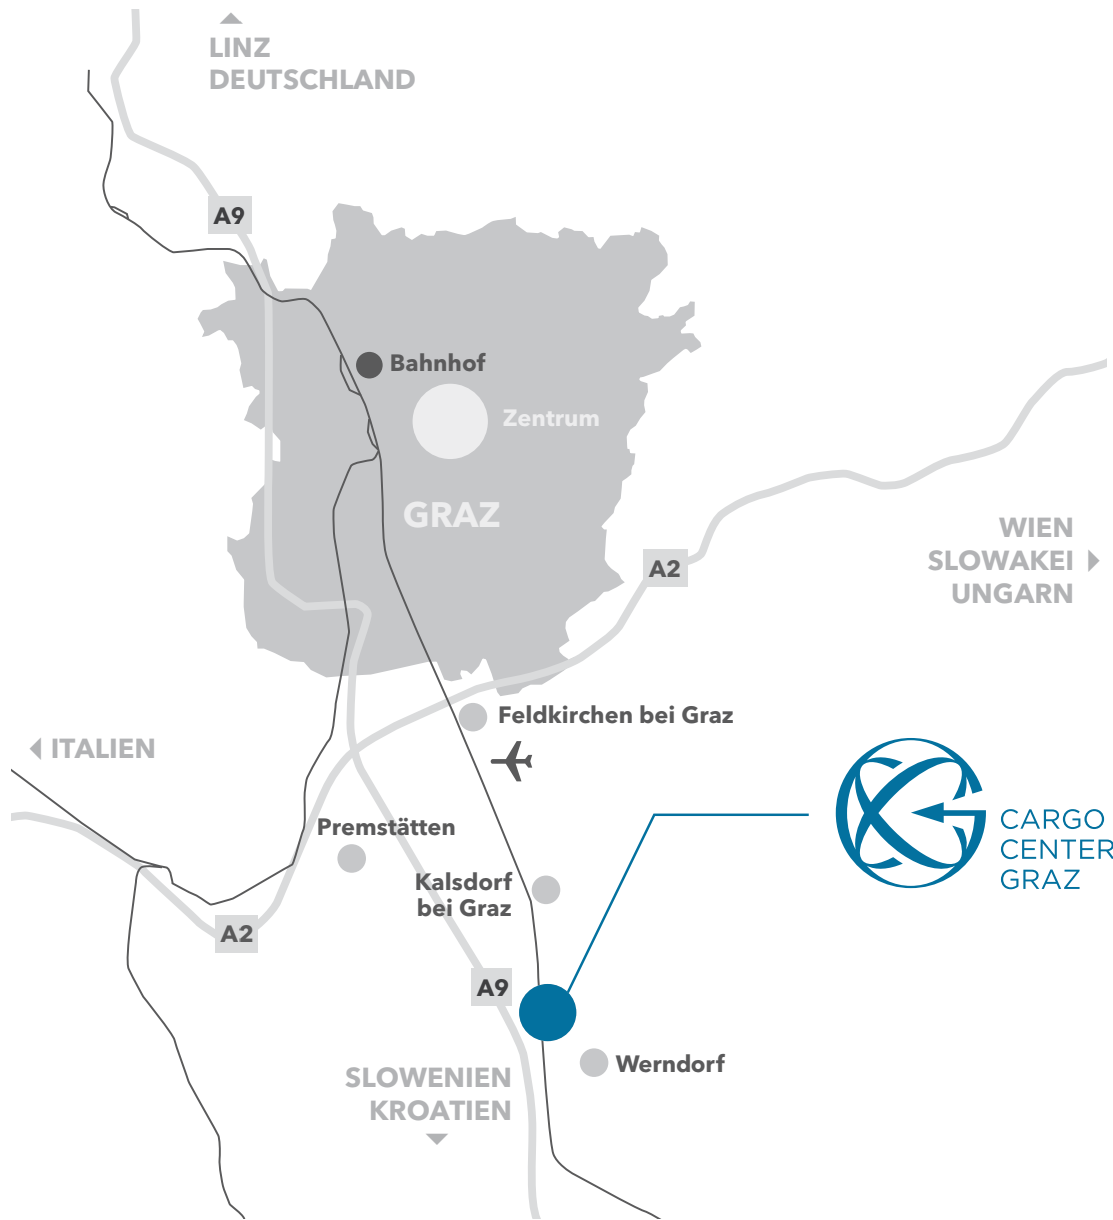 LINZ
DEUTSCHLAND
A9
Bahnhof
Zentrum
GRAZ
WIEN
SLOWAKEI
UNGARN
A2
Feldkirchen bei Graz
ITALIEN
Premstätten
CARGO
CENTER
GRAZ
Kalsdorf
bei Graz
A2
A9
Werndorf
SLOWENIEN
KROATIEN